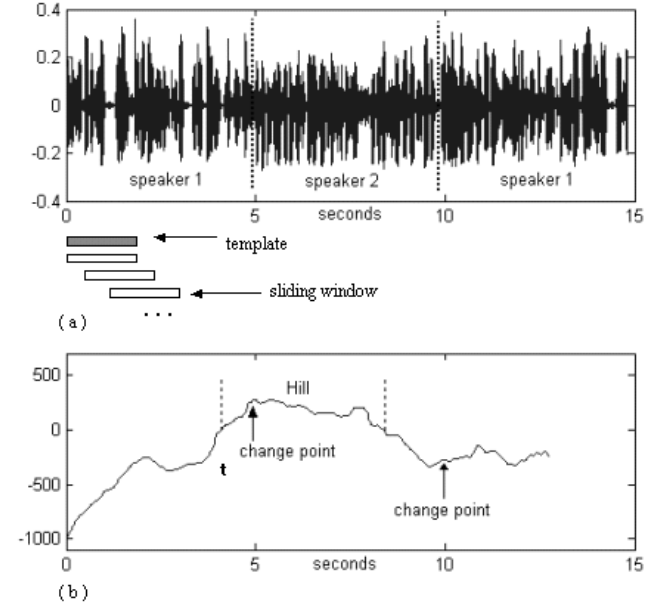 0.4
0.2
0
-0.2
-0.4
speaker 1
speaker 2
speaker 1
0
5
10
15
seconds
template
sliding window
. . .
( a )
500
0
-500
-1000
Hill
change point
t
change point
0
5
10
15
seconds
( b )